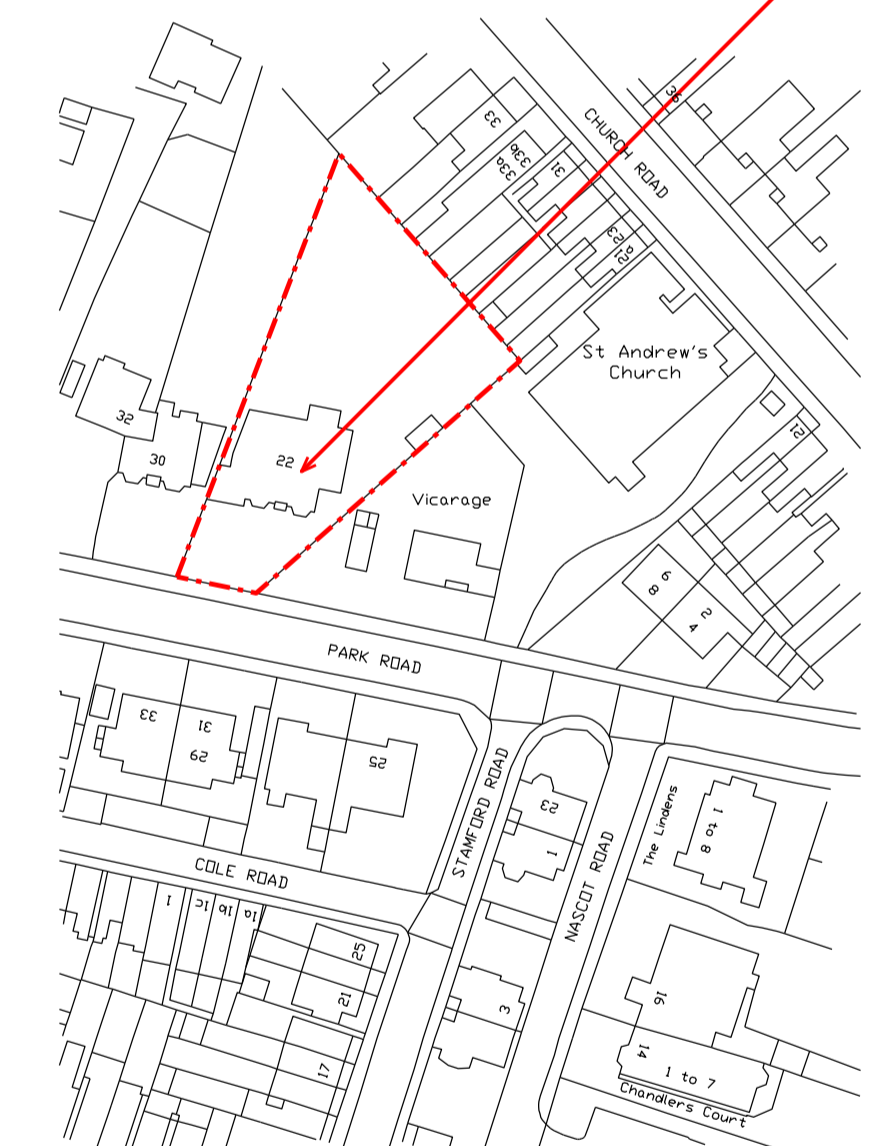 36
CHURCH ROAD
33
33b
33a
31
23
21a
St Andrew's
Church
21
32
30
22
Vicarage
6
8
2
4
PARK ROAD
33
31
29
25
STAMFORD ROAD
23
1
NASCOT ROAD
The Lindens
1 to 8
COLE ROAD
1
1c
1b
1a
25
21
17
3
16
14
1 to 7
Chandlers Court